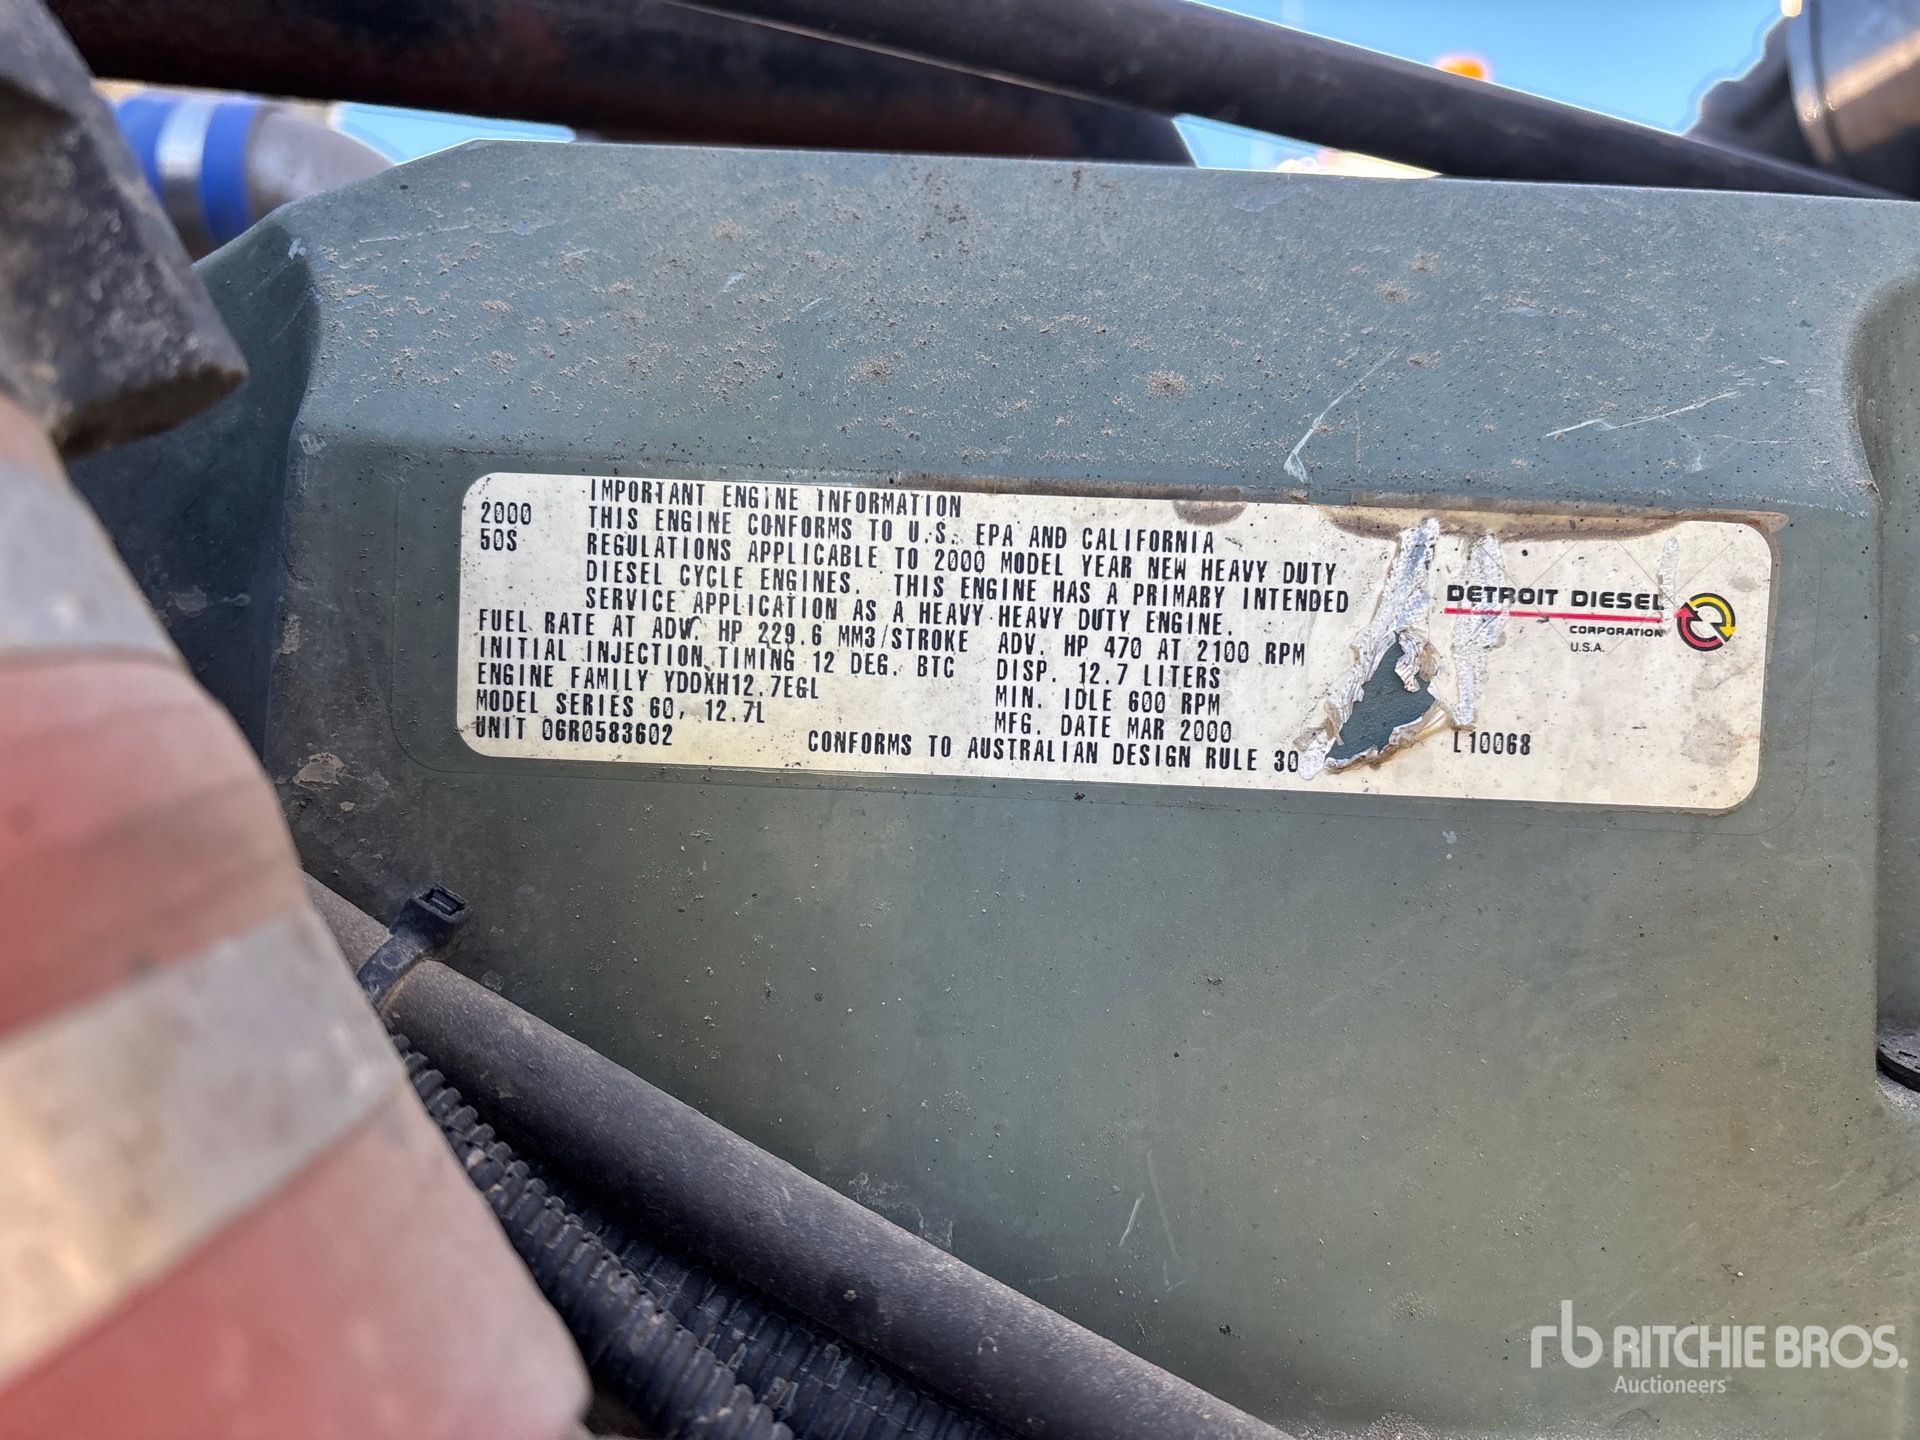 IMPORTANT ENGINE INFORMATION
2000 THIS ENGINE CONFORMS TO U.S. EPA AND CALIFORNIA
50S REGULATIONS APPLICABLE TO 2000 MODEL YEAR NEW HEAVY DUTY
DIESEL CYCLE ENGINES. THIS ENGINE HAS A PRIMARY INTENDED
SERVICE APPLICATION AS A HEAVY HEAVY DUTY ENGINE.
FUEL RATE AT ADV. HP 229.6 MM3/STROKE ADV. HP 470 AT 2100 RPM
INITIAL INJECTION TIMING 12 DEG. BTC DISP. 12.7 LITERS
ENGINE FAMILY YDDXH12.7EGL MIN. IDLE 600 RPM
MODEL SERIES 60, 12.7L MFG. DATE MAR 2000
UNIT 06R0583602 CONFORMS TO AUSTRALIAN DESIGN RULE 30 L10068
DETROIT DIESEL
CORPORATION
U.S.A.
rb RITCHIE BROS.
Auctioneers